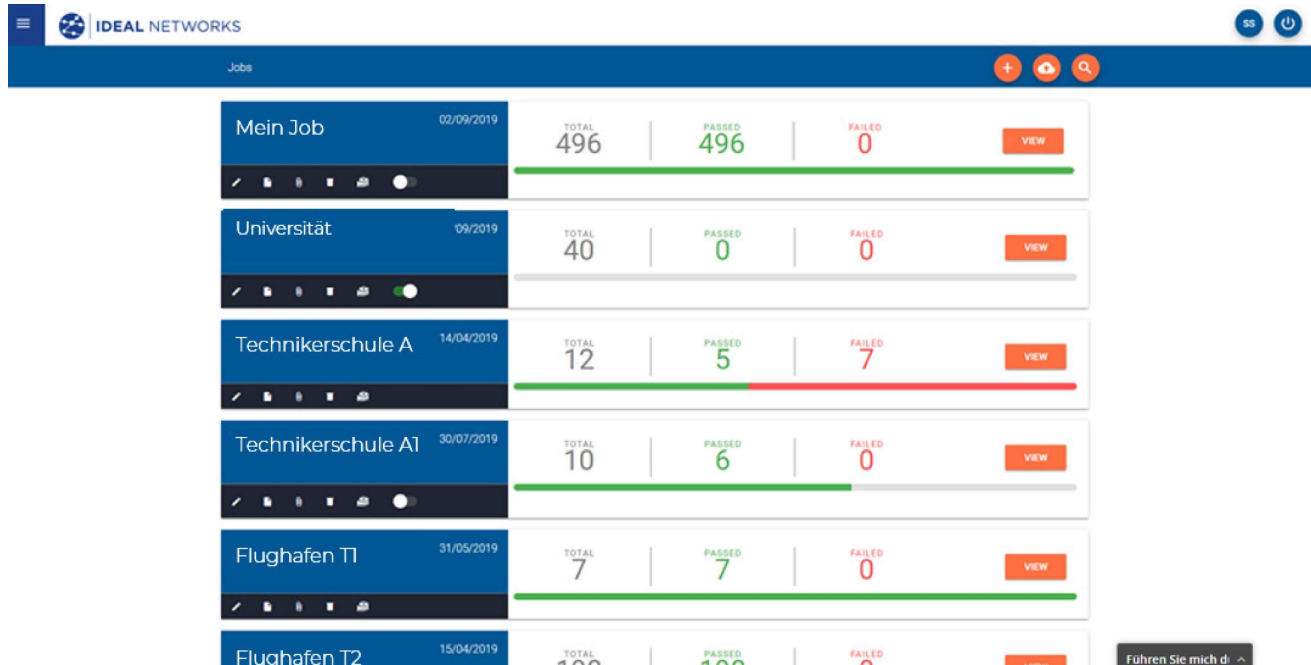 IDEAL NETWORKS
SS
Jobs
Mein Job 02/09/2019
TOTAL PASSED FAILED
496 496 0 VIEW
Universität 09/2019
TOTAL PASSED FAILED
40 0 0 VIEW
Technikerschule A 14/04/2019
TOTAL PASSED FAILED
12 5 7 VIEW
Technikerschule A1 30/07/2019
TOTAL PASSED FAILED
10 6 0 VIEW
Flughafen T1 31/05/2019
TOTAL PASSED FAILED
7 7 0 VIEW
Flughafen T2 15/04/2019
TOTAL PASSED FAILED
Führen Sie mich